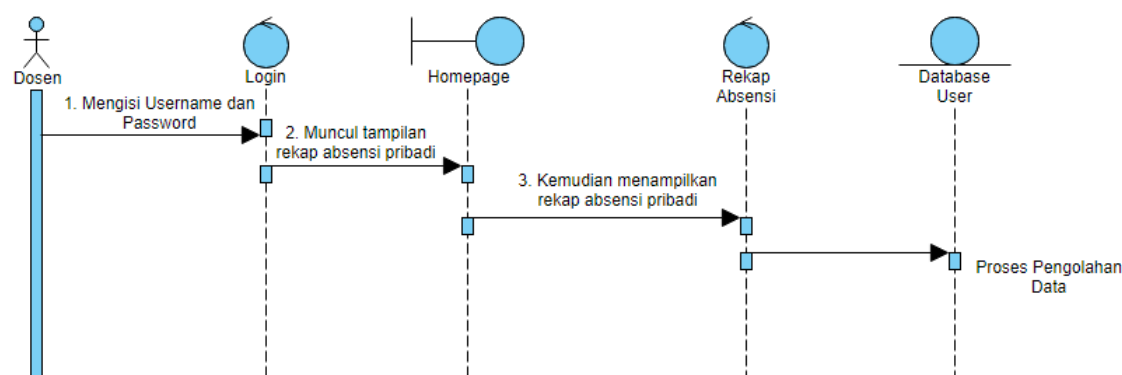 Dosen
Login
Homepage
Rekap
Absensi
Database
User
1. Mengisi Username dan
Password
2. Muncul tampilan
rekap absensi pribadi
3. Kemudian menampilkan
rekap absensi pribadi
Proses Pengolahan
Data